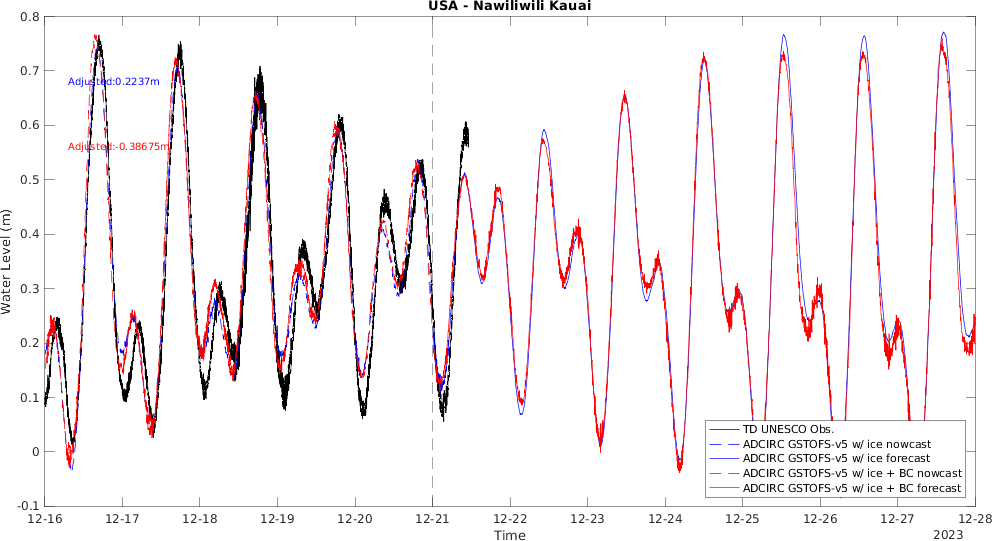 USA - Nawiliwili Kauai
0.8
0.7
0.6
0.5
0.4
0.3
0.2
0.1
0
-0.1
Water Level (m)
Adjusted:0.2237m
Adjusted:-0.38675m
TD UNESCO Obs.
ADCIRC GSTOFS-v5 w/ ice nowcast
ADCIRC GSTOFS-v5 w/ ice forecast
ADCIRC GSTOFS-v5 w/ ice + BC nowcast
ADCIRC GSTOFS-v5 w/ ice + BC forecast
12-16 12-17 12-18 12-19 12-20 12-21 12-22 12-23 12-24 12-25 12-26 12-27 12-28
Time
2023